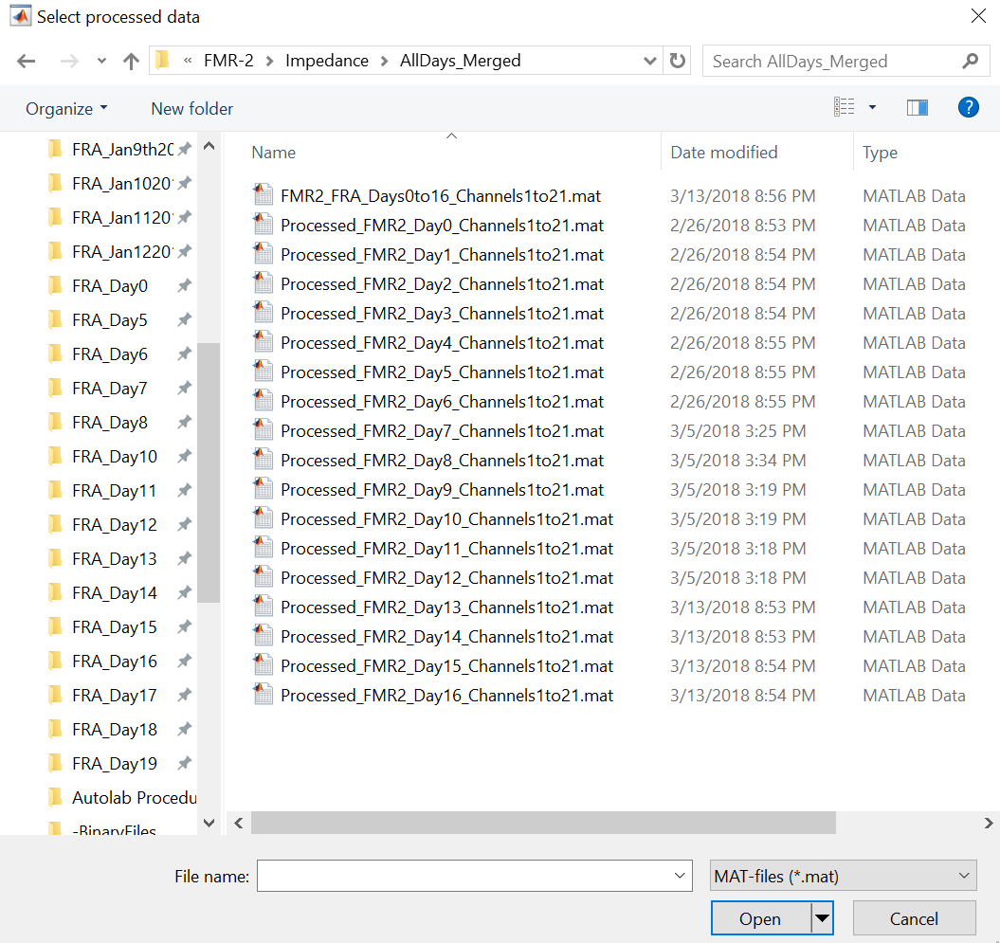 Select processed data
« FMR-2 > Impedance > AllDays_Merged
Search AllDays_Merged
Organize
New folder
?
FRA_Jan9th20
FRA_Jan1020
FRA_Jan1120
FRA_Jan1220
FRA_Day0
FRA_Day5
FRA_Day6
FRA_Day7
FRA_Day8
FRA_Day10
FRA_Day11
FRA_Day12
FRA_Day13
FRA_Day14
FRA_Day15
FRA_Day16
FRA_Day17
FRA_Day18
FRA_Day19
Autolab Procedu
-BinaryFiles
Name Date modified Type
FMR2_FRA_Days0to16_Channels1to21.mat 3/13/2018 8:56 PM MATLAB Data
Processed_FMR2_Day0_Channels1to21.mat 2/26/2018 8:53 PM MATLAB Data
Processed_FMR2_Day1_Channels1to21.mat 2/26/2018 8:54 PM MATLAB Data
Processed_FMR2_Day2_Channels1to21.mat 2/26/2018 8:54 PM MATLAB Data
Processed_FMR2_Day3_Channels1to21.mat 2/26/2018 8:54 PM MATLAB Data
Processed_FMR2_Day4_Channels1to21.mat 2/26/2018 8:55 PM MATLAB Data
Processed_FMR2_Day5_Channels1to21.mat 2/26/2018 8:55 PM MATLAB Data
Processed_FMR2_Day6_Channels1to21.mat 2/26/2018 8:55 PM MATLAB Data
Processed_FMR2_Day7_Channels1to21.mat 3/5/2018 3:25 PM MATLAB Data
Processed_FMR2_Day8_Channels1to21.mat 3/5/2018 3:34 PM MATLAB Data
Processed_FMR2_Day9_Channels1to21.mat 3/5/2018 3:19 PM MATLAB Data
Processed_FMR2_Day10_Channels1to21.mat 3/5/2018 3:19 PM MATLAB Data
Processed_FMR2_Day11_Channels1to21.mat 3/5/2018 3:18 PM MATLAB Data
Processed_FMR2_Day12_Channels1to21.mat 3/5/2018 3:18 PM MATLAB Data
Processed_FMR2_Day13_Channels1to21.mat 3/13/2018 8:53 PM MATLAB Data
Processed_FMR2_Day14_Channels1to21.mat 3/13/2018 8:53 PM MATLAB Data
Processed_FMR2_Day15_Channels1to21.mat 3/13/2018 8:54 PM MATLAB Data
Processed_FMR2_Day16_Channels1to21.mat 3/13/2018 8:54 PM MATLAB Data
File name:
MAT-files (*.mat)
Open
Cancel